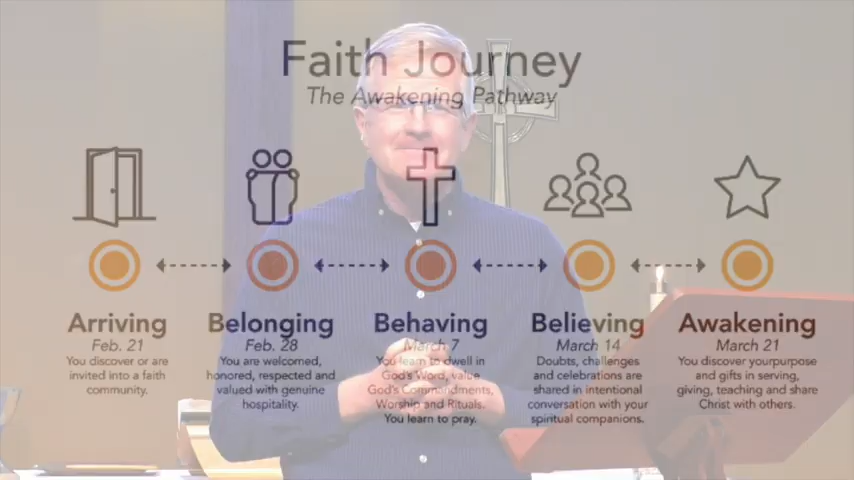 Faith Journey
The Awakening Pathway
Arriving
Feb. 21
You discover or are
invited into a faith
community.
Belonging
Feb. 28
You are welcomed,
honored, respected and
valued with genuine
hospitality.
Behaving
March 7
You learn to dwell in
God's Word, value
God's Commandments,
Worship and Rituals.
You learn to pray.
Believing
March 14
Doubts, challenges
and celebrations are
shared in intentional
conversation with your
spiritual companions.
Awakening
March 21
You discover yourpurpose
and gifts in serving,
giving, teaching and share
Christ with others.